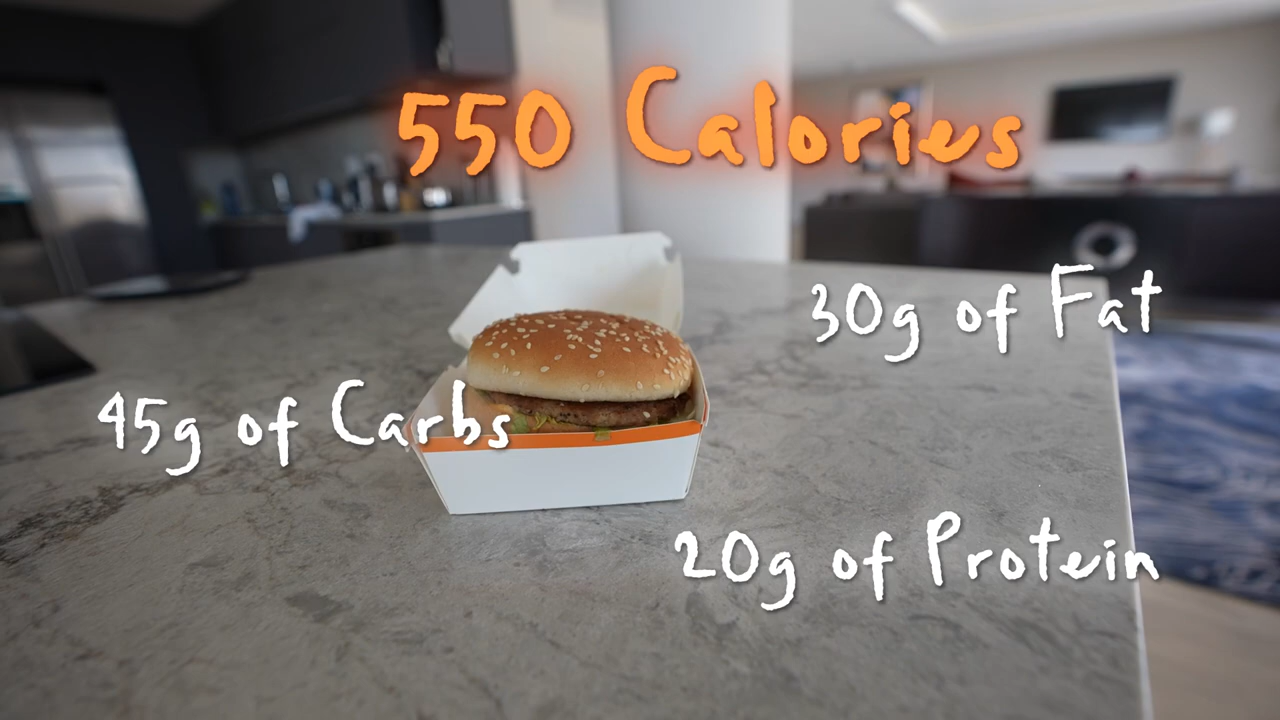 550 Calories
30g of Fat
45g of Carbs
20g of Protein